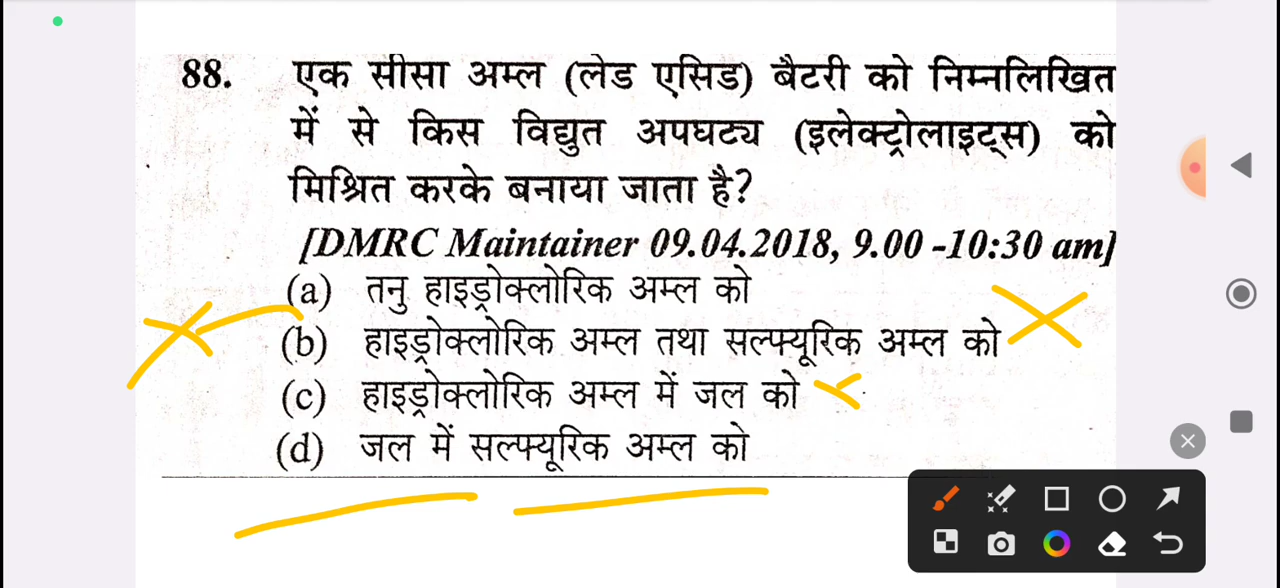 88. एक सीसा अम्ल (लेड एसिड) बैटरी को निम्नलिखित
में से किस विद्युत अपघट्य (इलेक्ट्रोलाइट्स) को
मिश्रित करके बनाया जाता है?
[DMRC Maintainer 09.04.2018, 9.00 -10:30 am]
(a) तनु हाइड्रोक्लोरिक अम्ल को
(b) हाइड्रोक्लोरिक अम्ल तथा सल्फ्यूरिक अम्ल को
(c) हाइड्रोक्लोरिक अम्ल में जल को
(d) जल में सल्फ्यूरिक अम्ल को